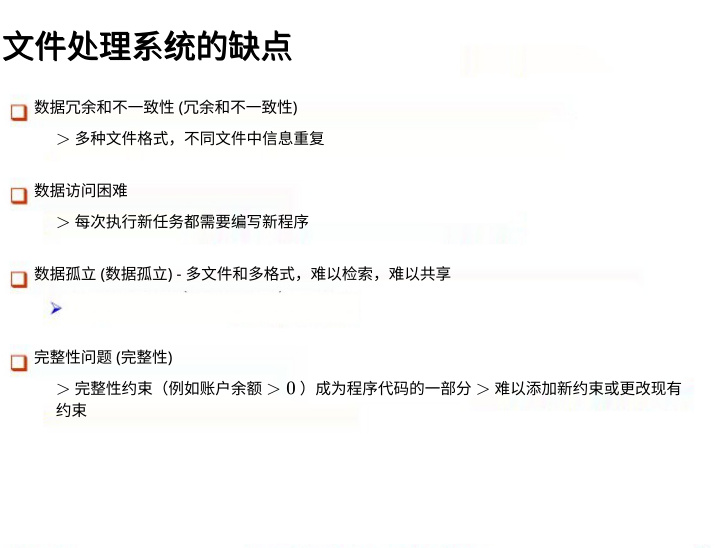 文件处理系统的缺点
数据冗余和不一致性 (冗余和不一致性)
> 多种文件格式，不同文件中信息重复
数据访问困难
> 每次执行新任务都需要编写新程序
数据孤立 (数据孤立) - 多文件和多格式，难以检索，难以共享
完整性问题 (完整性)
> 完整性约束（例如账户余额 > 0 ）成为程序代码的一部分 > 难以添加新约束或更改现有
约束